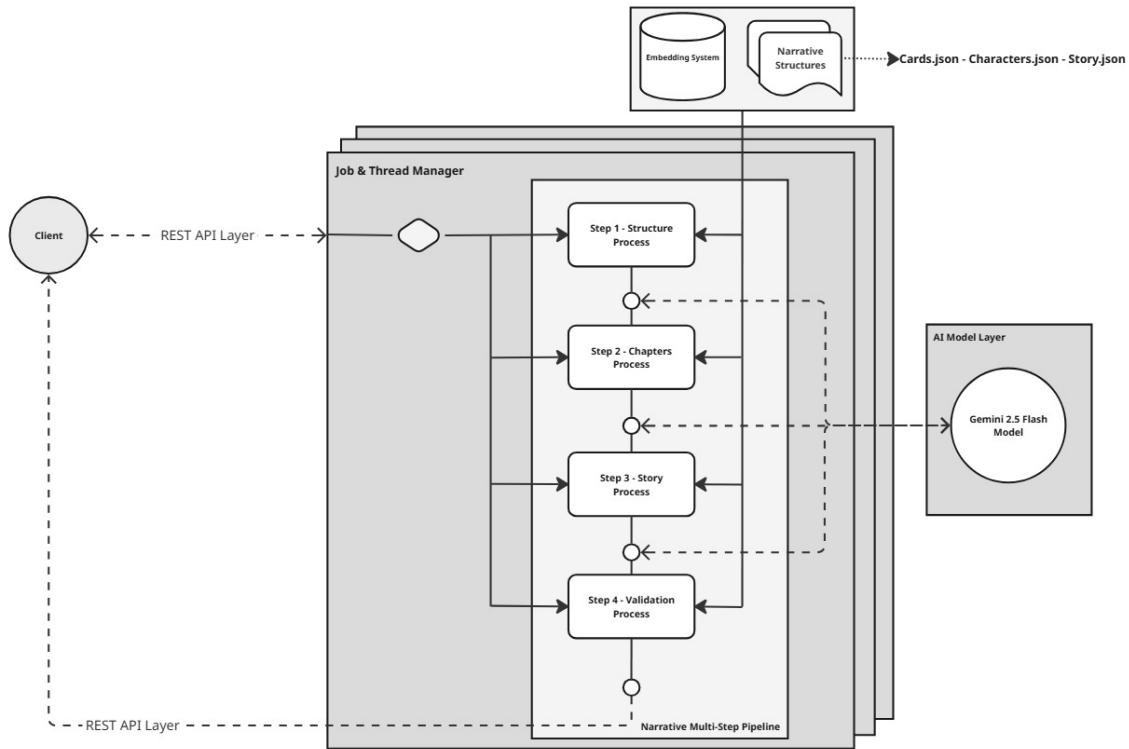 Embedding System
Narrative
Structures
Cards.json - Characters.json - Story.json
Job & Thread Manager
Client
REST API Layer
Step 1 - Structure
Process
Step 2 - Chapters
Process
AI Model Layer
Gemini 2.5 Flash
Model
Step 3 - Story
Process
Step 4 - Validation
Process
REST API Layer
Narrative Multi-Step Pipeline